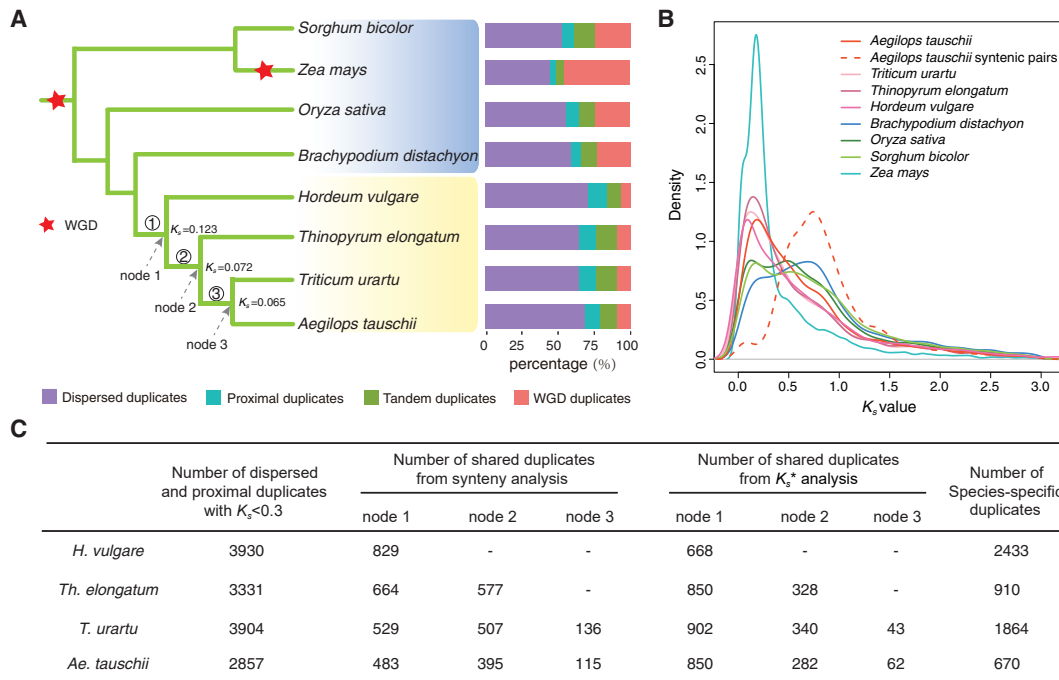 A
Sorghum bicolor
Zea mays
Oryza sativa
Brachypodium distachyon
Hordeum vulgare
Thinopyrum elongatum
Triticum urartu
Aegilops tauschii
WGD
①
Ks=0.123
②
Ks=0.072
③
Ks=0.065
node 1
node 2
node 3
0 25 50 75 100
percentage (%)
Dispersed duplicates Proximal duplicates Tandem duplicates WGD duplicates
B
Aegilops tauschii
Aegilops tauschii syntenic pairs
Triticum urartu
Thinopyrum elongatum
Hordeum vulgare
Brachypodium distachyon
Oryza sativa
Sorghum bicolor
Zea mays
Density
2.5
2.0
1.5
1.0
0.5
0.0
0.0 0.5 1.0 2.0 2.5 3.0
Ks value
C
Number of dispersed
and proximal duplicates
with Ks<0.3
Number of shared duplicates
from synteny analysis
Number of shared duplicates
from Ks* analysis
Number of
Species-specific
duplicates
node 1 node 2 node 3 node 1 node 2 node 3
H. vulgare 3930 829 - - 668 - - 2433
Th. elongatum 3331 664 577 - 850 328 - 910
T. urartu 3904 529 507 136 902 340 43 1864
Ae. tauschii 2857 483 395 115 850 282 62 670